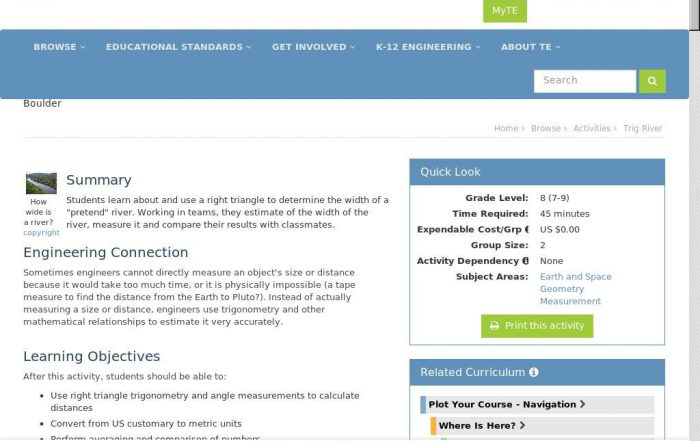 MyTE
BROWSE EDUCATIONAL STANDARDS GET INVOLVED K-12 ENGINEERING ABOUT TE
Search
Boulder
Home > Browse > Activities > Trig River
How
wide is
a river?
copyright
Summary
Students learn about and use a right triangle to determine the width of a
"pretend" river. Working in teams, they estimate of the width of the
river, measure it and compare their results with classmates.
Engineering Connection
Sometimes engineers cannot directly measure an object's size or distance
because it would take too much time, or it is physically impossible (a tape
measure to find the distance from the Earth to Pluto?). Instead of actually
measuring a size or distance, engineers use trigonometry and other
mathematical relationships to estimate it very accurately.
Learning Objectives
After this activity, students should be able to:
• Use right triangle trigonometry and angle measurements to calculate
distances
• Convert from US customary to metric units
• Perform averaging and comparison of numbers
Quick Look
Grade Level: 8 (7-9)
Time Required: 45 minutes
Expendable Cost/Grp US $0.00
Group Size: 2
Activity Dependency None
Subject Areas: Earth and Space
Geometry
Measurement
Print this activity
Related Curriculum
Plot Your Course - Navigation >
Where Is Here? >